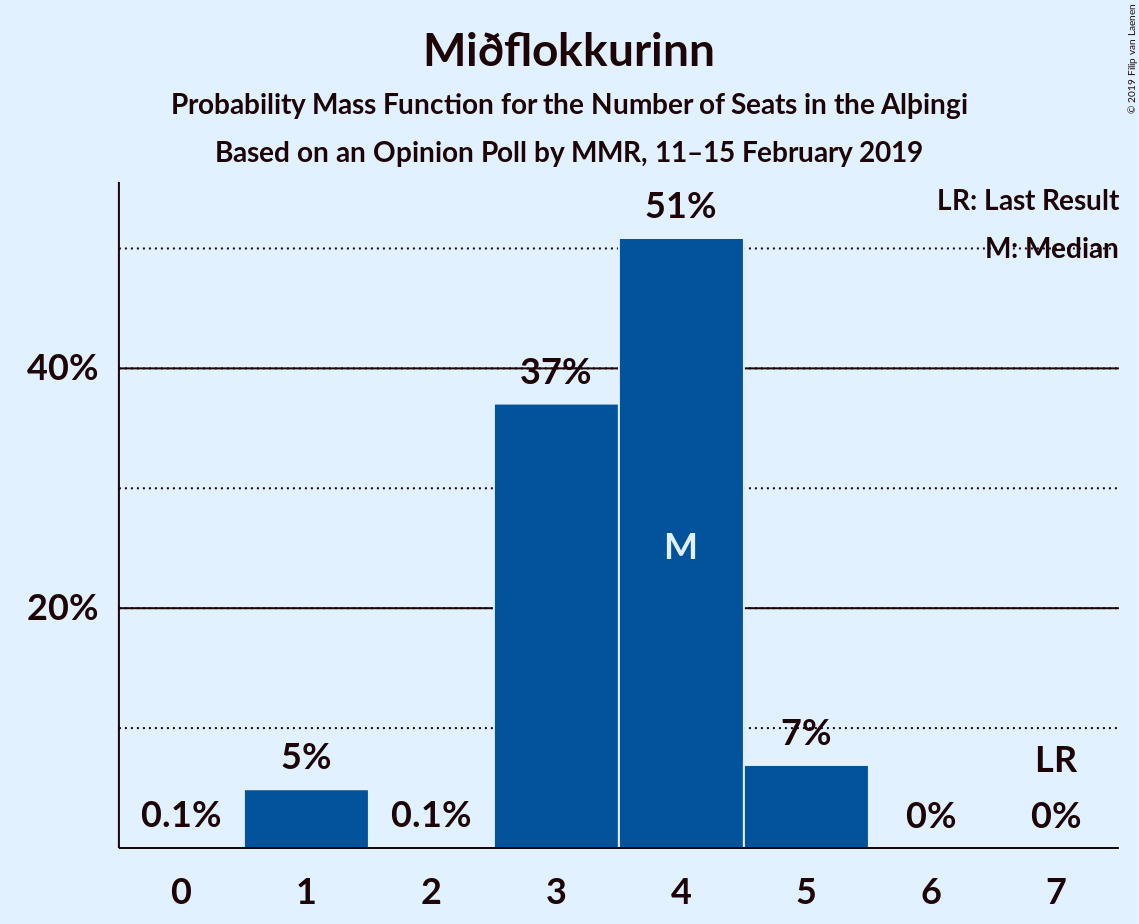 Miðflokkurinn
Probability Mass Function for the Number of Seats in the Alþingi
Based on an Opinion Poll by MMR, 11–15 February 2019
© 2019 Filip van Laenen
LR: Last Result
M: Median
51%
40%
37%
M
20%
7%
5%
LR
0.1%
0.1%
0%
0%
0 1 2 3 4 5 6 7